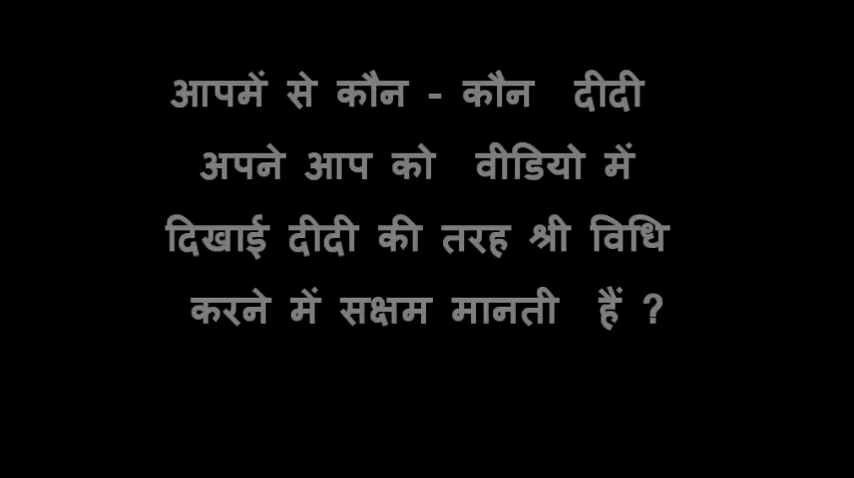 आपमें से कौन - कौन दीदी
अपने आप को वीडियो में
दिखाई दीदी की तरह श्री विधि
करने में सक्षम मानती हैं ?